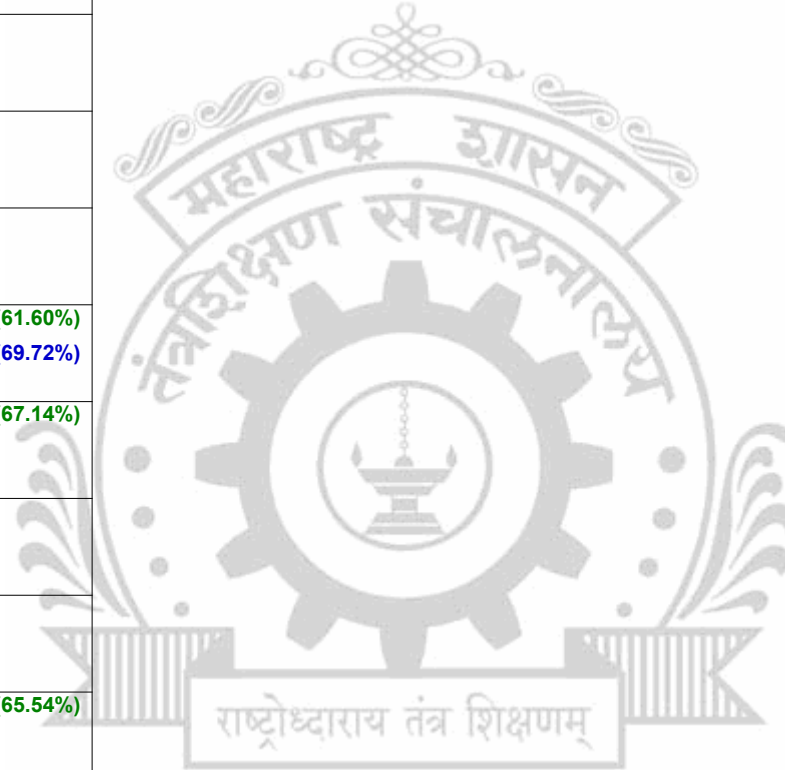 महाराष्ट्र शासन
तंत्रशिक्षण संचालनालय
61.60%)
69.72%)
67.14%)
65.54%)
राष्ट्रोध्दाराय तंत्र शिक्षणम्